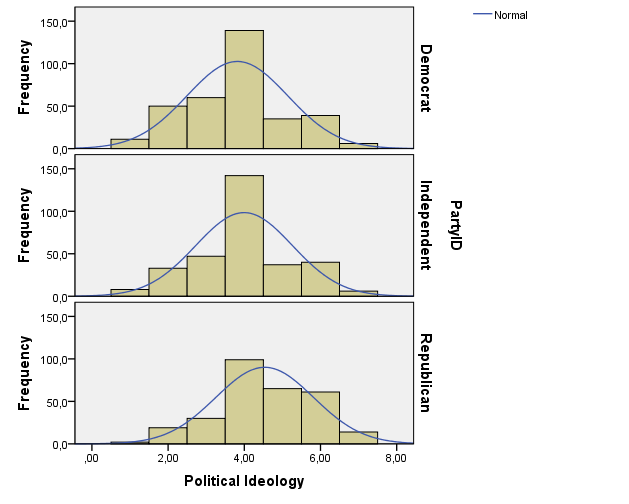 Normal
150,0
100,0
50,0
0,0
Frequency
Democrat
150,0
100,0
50,0
0,0
Frequency
Independent
PartyID
150,0
100,0
50,0
0,0
Frequency
Republican
,00 2,00 4,00 6,00 8,00
Political Ideology